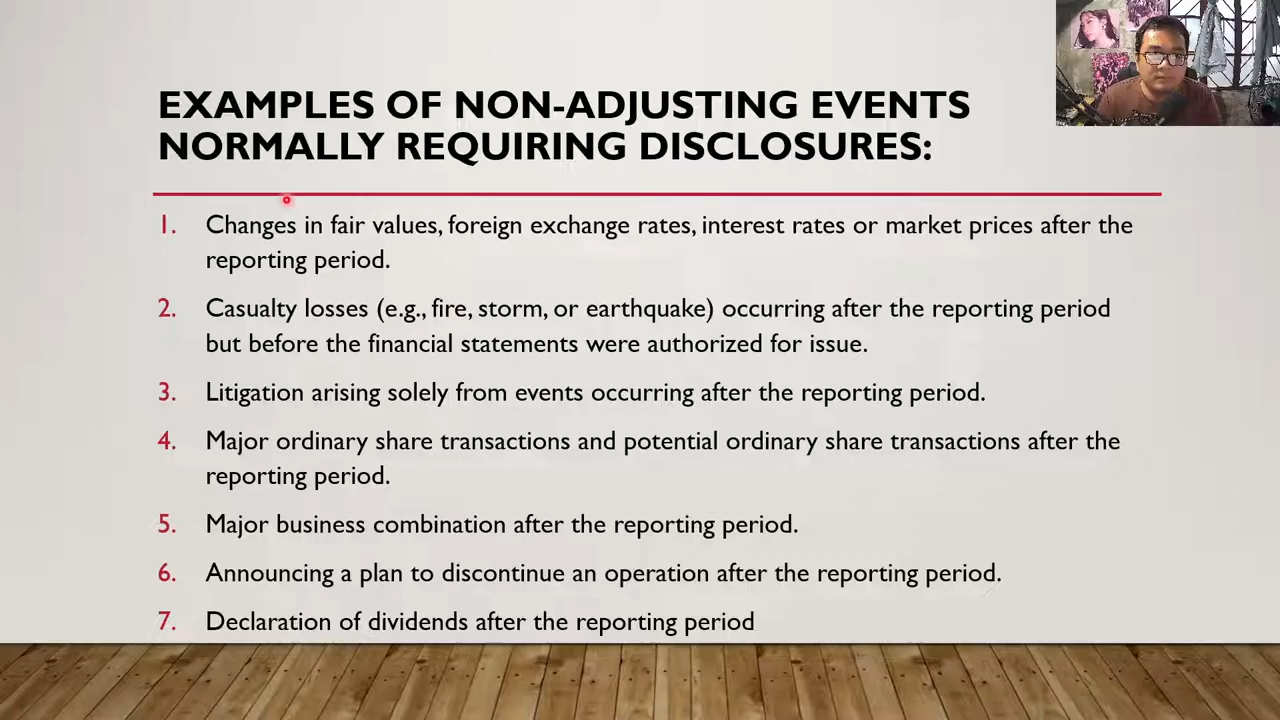 EXAMPLES OF NON-ADJUSTING EVENTS
NORMALLY REQUIRING DISCLOSURES:
1. Changes in fair values, foreign exchange rates, interest rates or market prices after the
reporting period.
2. Casualty losses (e.g., fire, storm, or earthquake) occurring after the reporting period
but before the financial statements were authorized for issue.
3. Litigation arising solely from events occurring after the reporting period.
4. Major ordinary share transactions and potential ordinary share transactions after the
reporting period.
5. Major business combination after the reporting period.
6. Announcing a plan to discontinue an operation after the reporting period.
7. Declaration of dividends after the reporting period